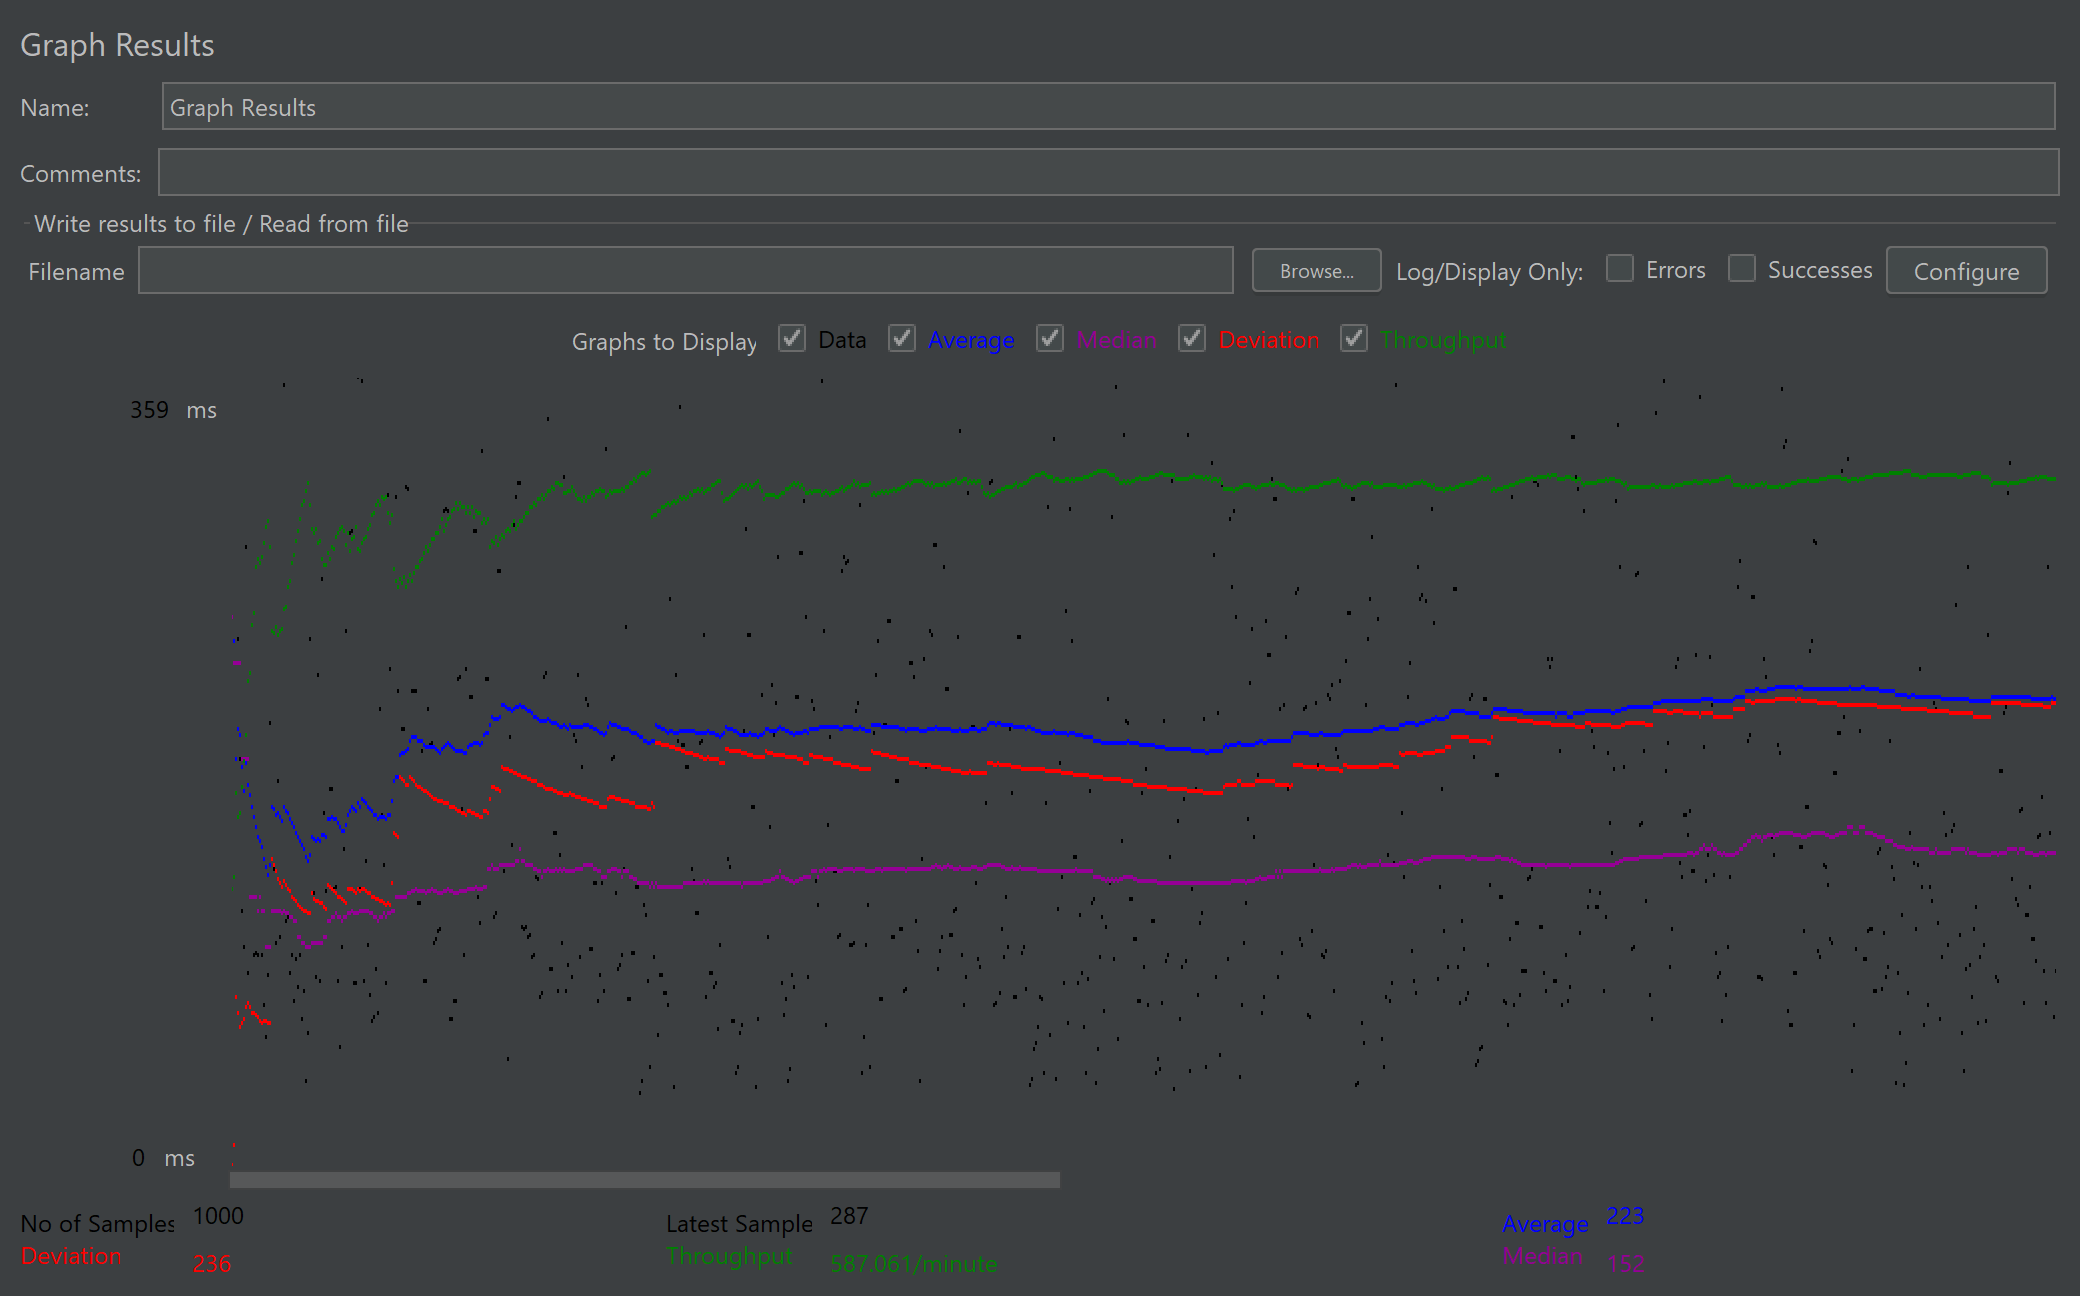 Graph Results
Name: Graph Results
Comments:
Write results to file / Read from file
Filename Browse... Log/Display Only: Errors Successes Configure
Graphs to Display Data Average Median Deviation Throughput
359 ms
0 ms
No of Samples 1000 Latest Sample 287 Average 223
Deviation 236 Throughput 587.061/minute Median 152